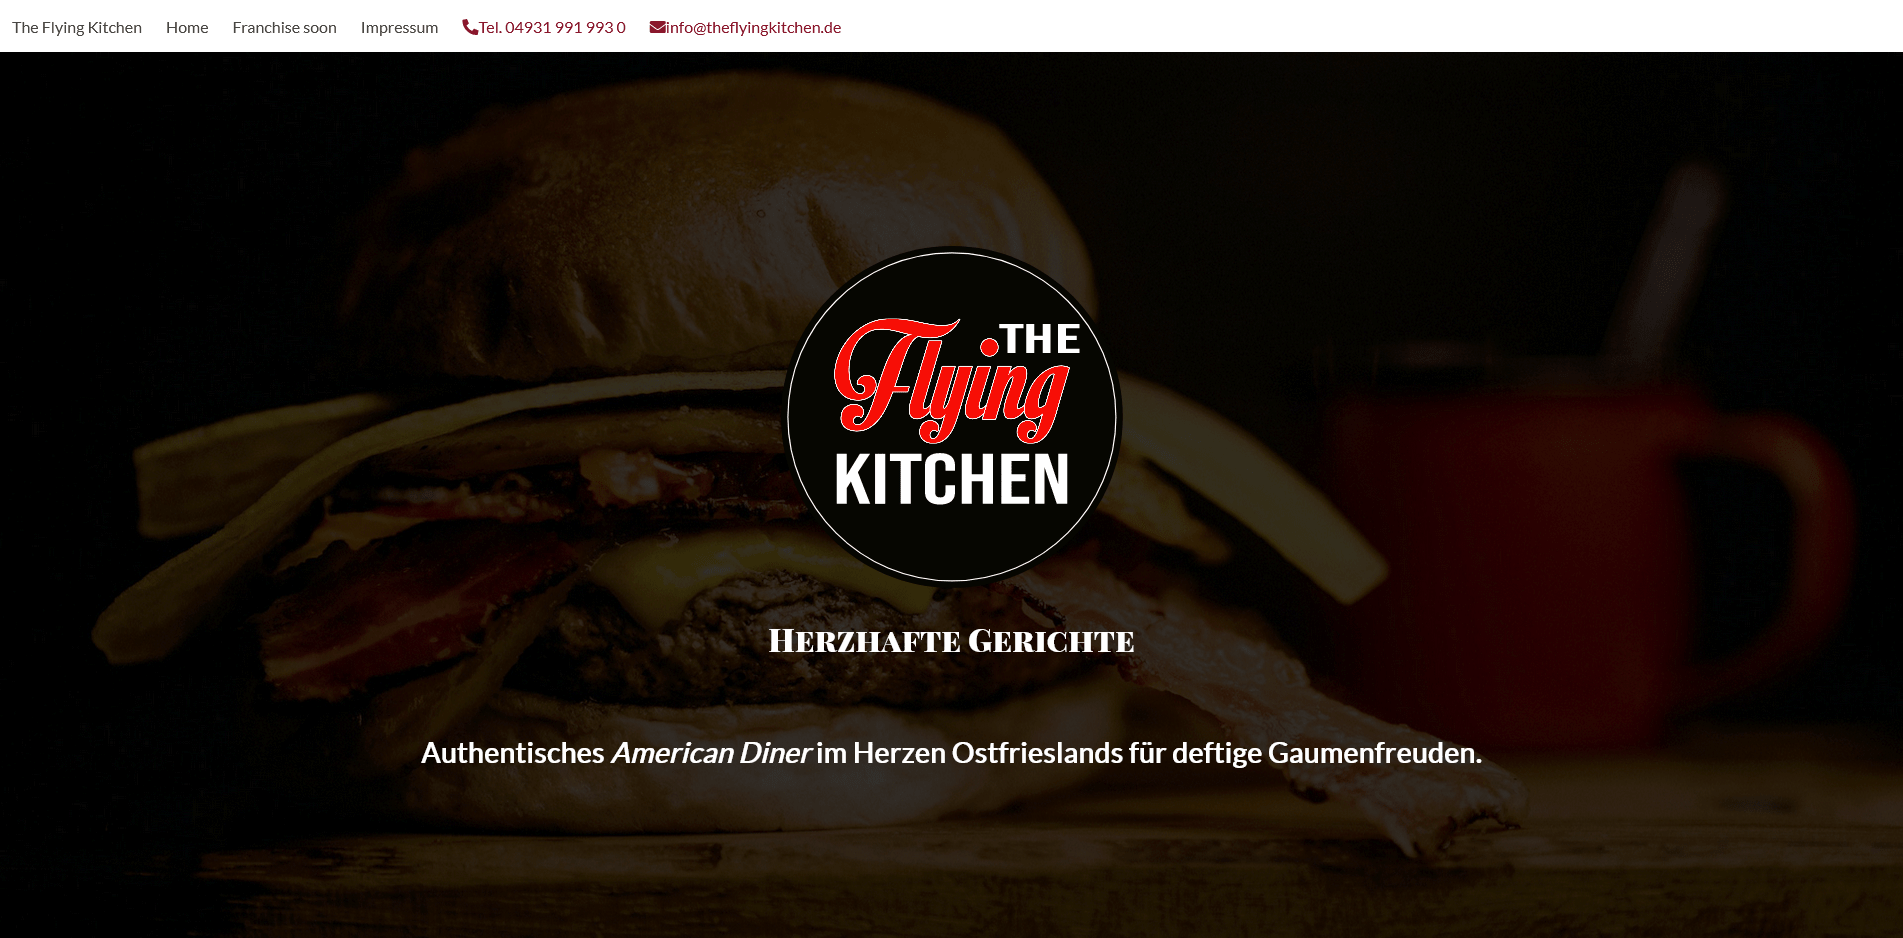 The Flying Kitchen Home Franchise soon Impressum Tel. 04931 991 993 0 info@theflyingkitchen.de
THE
Flying
KITCHEN
Herzhafte Gerichte
Authentisches American Diner im Herzen Ostfrieslands für deftige Gaumenfreuden.